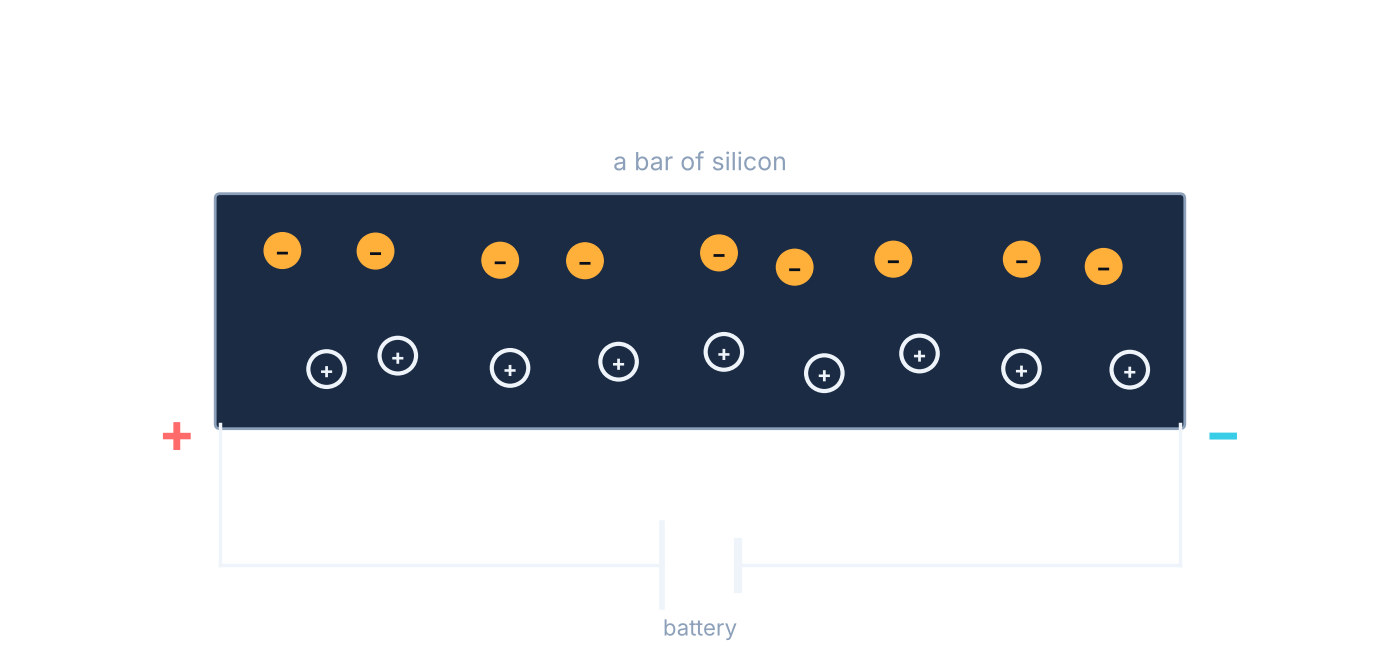 a bar of silicon
− − − − − − − − −
+ + + + + + + + +
+ −
battery